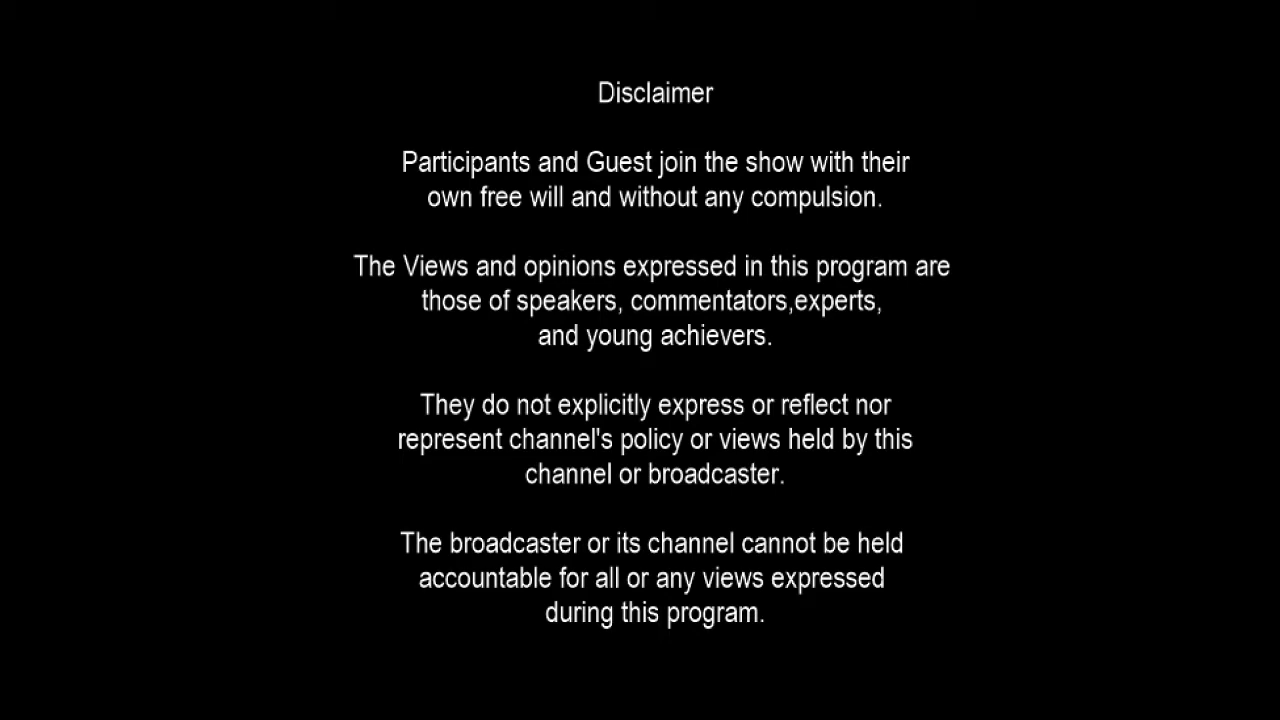 Disclaimer
Participants and Guest join the show with their
own free will and without any compulsion.
The Views and opinions expressed in this program are
those of speakers, commentators,experts,
and young achievers.
They do not explicitly express or reflect nor
represent channel's policy or views held by this
channel or broadcaster.
The broadcaster or its channel cannot be held
accountable for all or any views expressed
during this program.